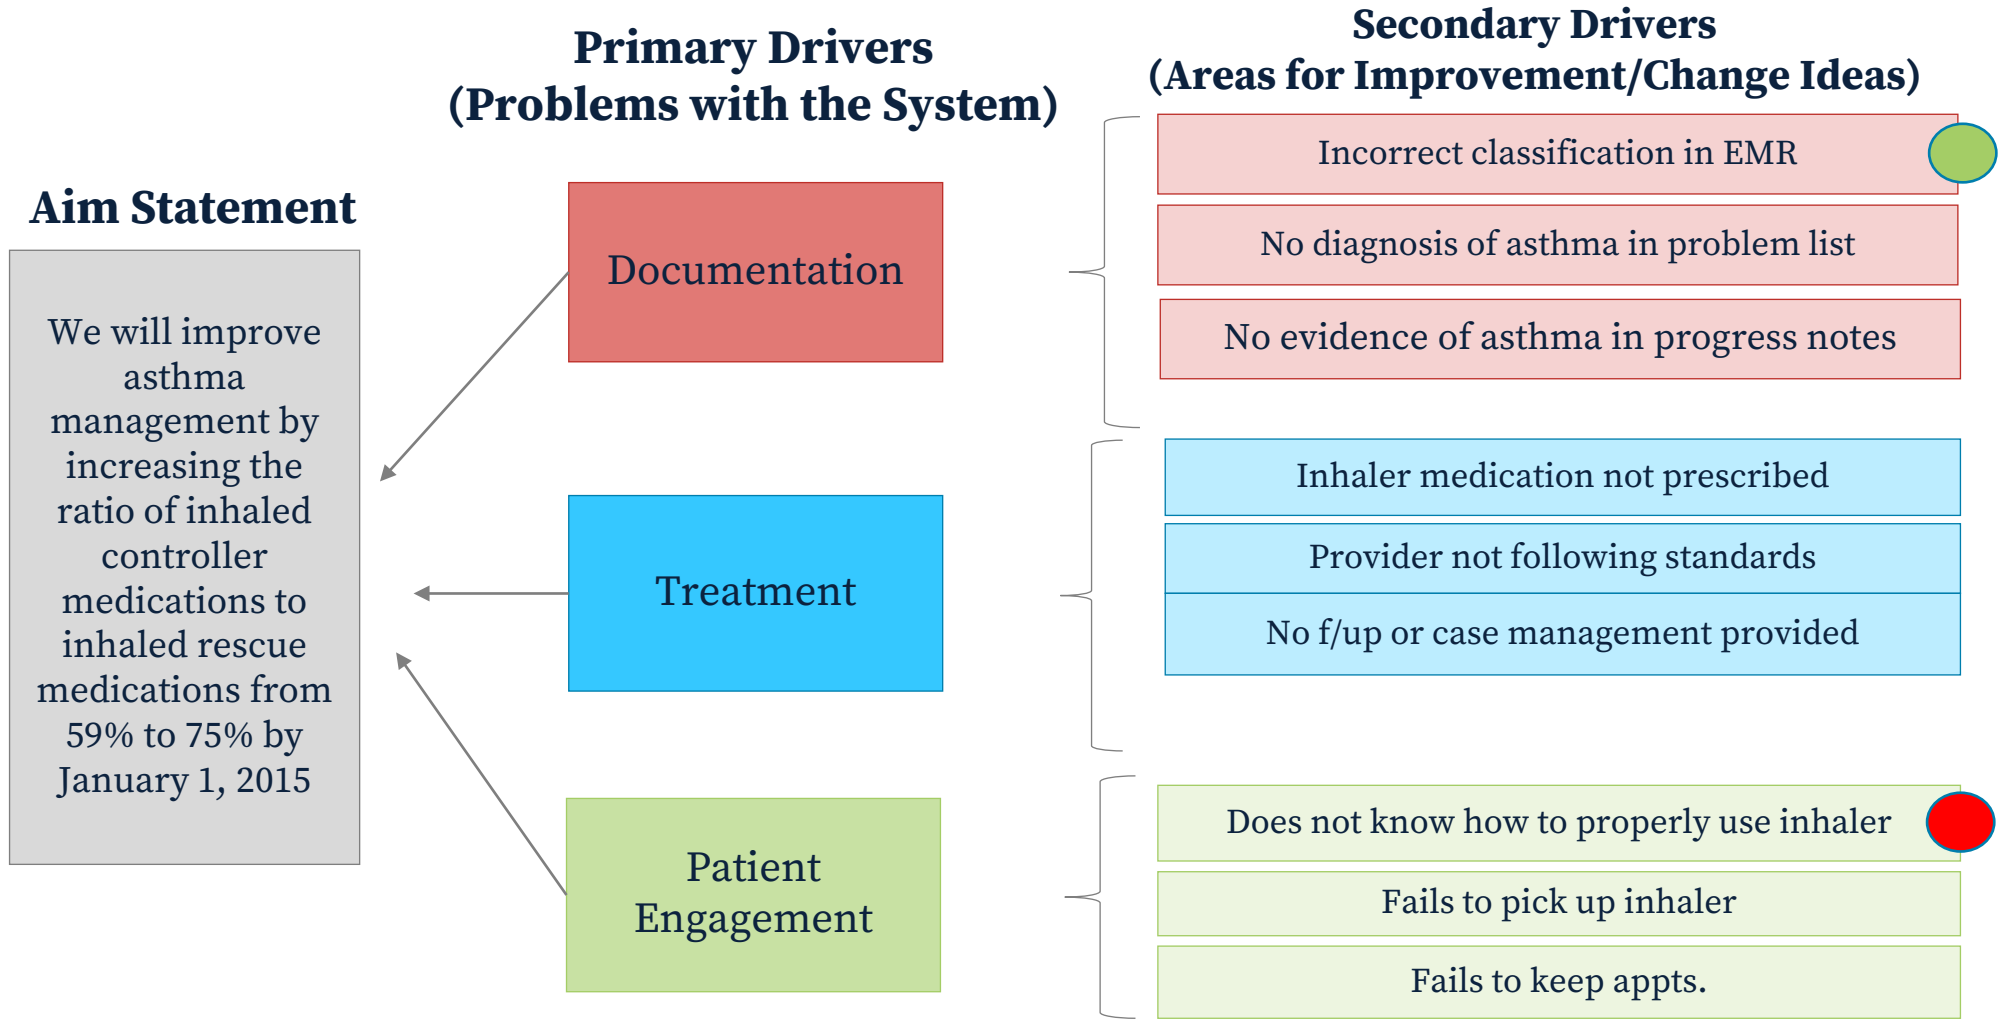 Primary Drivers
(Problems with the System)
Secondary Drivers
(Areas for Improvement/Change Ideas)
Aim Statement
We will improve
asthma
management by
increasing the
ratio of inhaled
controller
medications to
inhaled rescue
medications from
59% to 75% by
January 1, 2015
Documentation
Incorrect classification in EMR
No diagnosis of asthma in problem list
No evidence of asthma in progress notes
Treatment
Inhaler medication not prescribed
Provider not following standards
No f/up or case management provided
Patient
Engagement
Does not know how to properly use inhaler
Fails to pick up inhaler
Fails to keep appts.